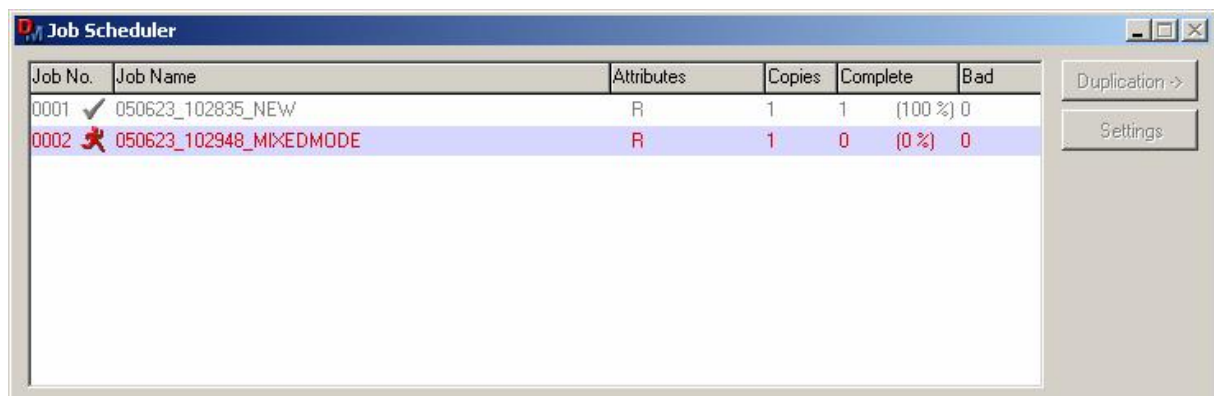 Job Scheduler
Job No. Job Name Attributes Copies Complete Bad
0001 050623_102835_NEW R 1 1 (100 %) 0
0002 050623_102948_MIXEDMODE R 1 0 (0 %) 0
Duplication ->
Settings